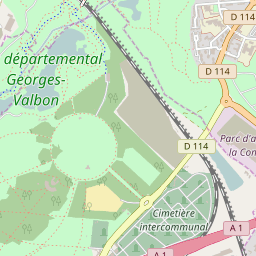 D 114
départemental
Georges-
Valbon
D 114
Parc d'a
la Con
D 114
Cimetière
intercommunal
A 1
A 1